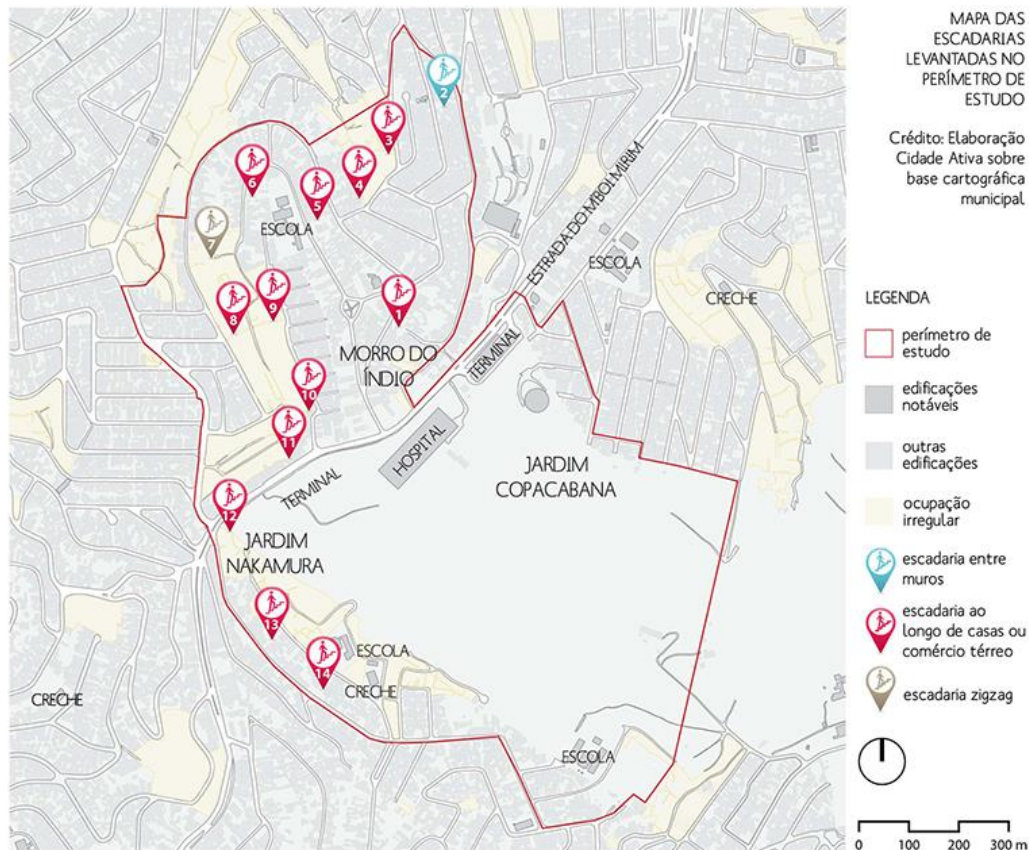 MAPA DAS
ESCADARIAS
LEVANTADAS NO
PERÍMETRO DE
ESTUDO
Crédito: Elaboração
Cidade Ativa sobre
base cartográfica
municipal
2
3
4
5
6
ESCOLA
7
8
9
1
ESTRADA DO MBOI MIRIM
ESCOLA
CRECHE
MORRO DO
ÍNDIO
TERMINAL
10
11
HOSPITAL
TERMINAL
JARDIM
COPACABANA
12
JARDIM
NAKAMURA
13
14
ESCOLA
CRECHE
CRECHE
ESCOLA
LEGENDA
perímetro de
estudo
edificações
notáveis
outras
edificações
ocupação
irregular
escadaria entre
muros
escadaria ao
longo de casas ou
comércio térreo
escadaria zigzag
0 100 200 300 m